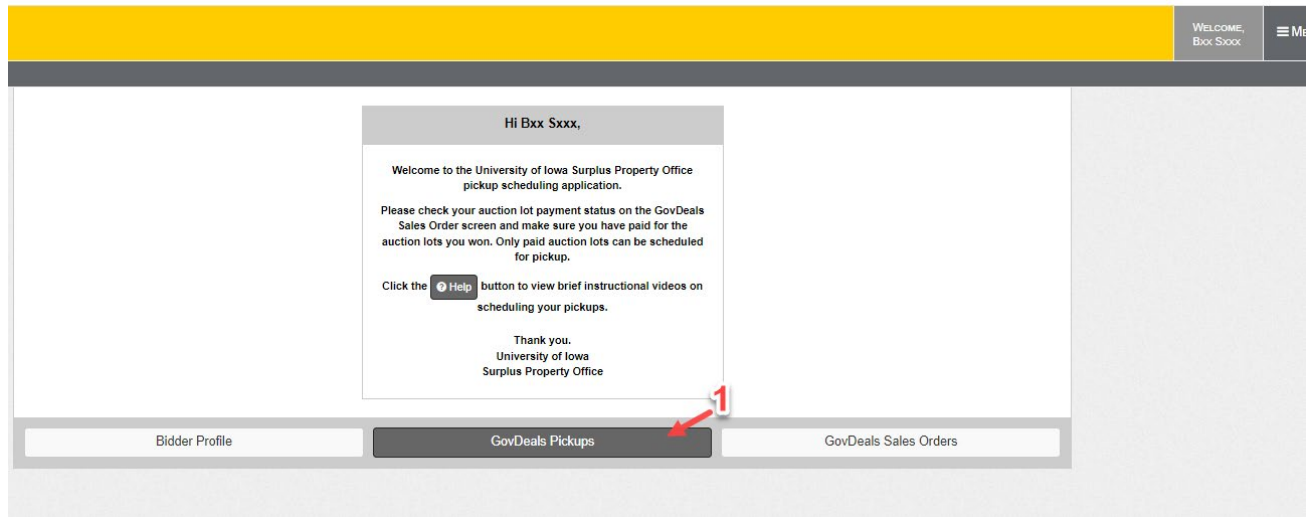 WELCOME,
BXX SXXX
Hi Bxx Sxxx,
Welcome to the University of Iowa Surplus Property Office
pickup scheduling application.
Please check your auction lot payment status on the GovDeals
Sales Order screen and make sure you have paid for the
auction lots you won. Only paid auction lots can be scheduled
for pickup.
Click the Help button to view brief instructional videos on
scheduling your pickups.
Thank you.
University of Iowa
Surplus Property Office
1
Bidder Profile
GovDeals Pickups
GovDeals Sales Orders